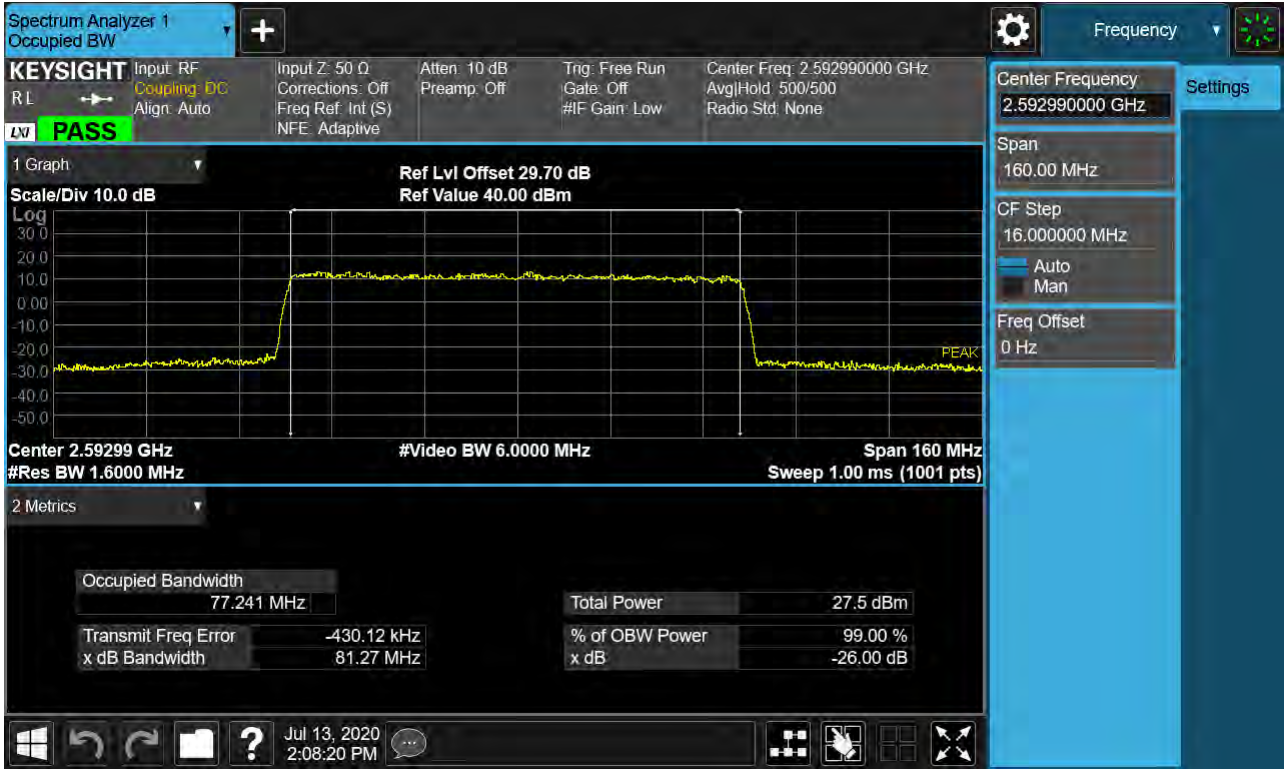 Spectrum Analyzer 1
Occupied BW
▼
+
Frequency
▼
KEYSIGHT
RL
LXI PASS
Input: RF
Coupling: DC
Align: Auto
Input Z: 50 Ω
Corrections: Off
Freq Ref: Int (S)
NFE: Adaptive
Atten: 10 dB
Preamp: Off
Trig: Free Run
Gate: Off
#IF Gain: Low
Center Freq: 2.592990000 GHz
Avg|Hold: 500/500
Radio Std: None
Center Frequency
2.592990000 GHz
Settings
Span
160.00 MHz
CF Step
16.000000 MHz
Auto
Man
Freq Offset
0 Hz
1 Graph ▼
Scale/Div 10.0 dB
Ref Lvl Offset 29.70 dB
Ref Value 40.00 dBm
Log
30.0
20.0
10.0
0.00
-10.0
-20.0
-30.0
-40.0
-50.0
PEAK
Center 2.59299 GHz
#Video BW 6.0000 MHz
Span 160 MHz
#Res BW 1.6000 MHz
Sweep 1.00 ms (1001 pts)
2 Metrics ▼
Occupied Bandwidth
77.241 MHz
Total Power 27.5 dBm
Transmit Freq Error -430.12 kHz
% of OBW Power 99.00 %
x dB Bandwidth 81.27 MHz
x dB -26.00 dB
?
Jul 13, 2020
2:08:20 PM